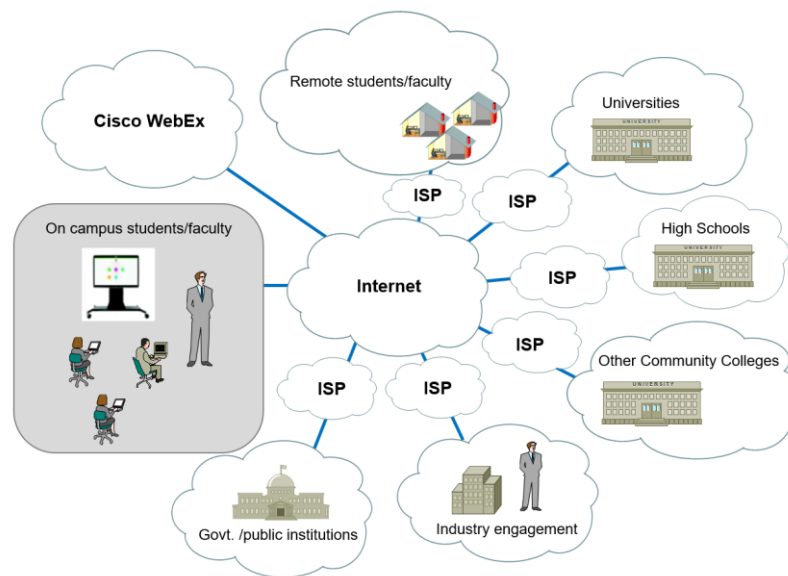 Remote students/faculty
Cisco WebEx
Universities
UNIVERSITY
ISP
ISP
On campus students/faculty
High Schools
UNIVERSITY
ISP
Internet
ISP
Other Community Colleges
UNIVERSITY
ISP
ISP
Industry engagement
Govt. /public institutions